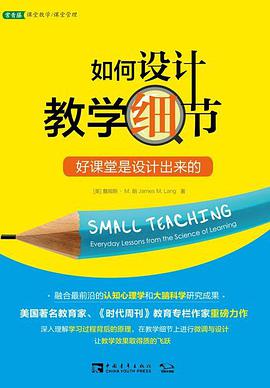 常青藤 课堂教学/课堂管理
如何设计
教学细节
好课堂是设计出来的
[美] 詹姆斯·M. 朗 James M. Lang 著
SMALL TEACHING
Everyday Lessons from the Science of Learning
融合最前沿的认知心理学和大脑科学研究成果
美国著名教育家、《时代周刊》教育专栏作家重磅力作
深入理解学习过程背后的原理，在教学细节上进行微调与设计
让教学效果取得质的飞跃
中国青年出版社
CHINA YOUTH PRESS